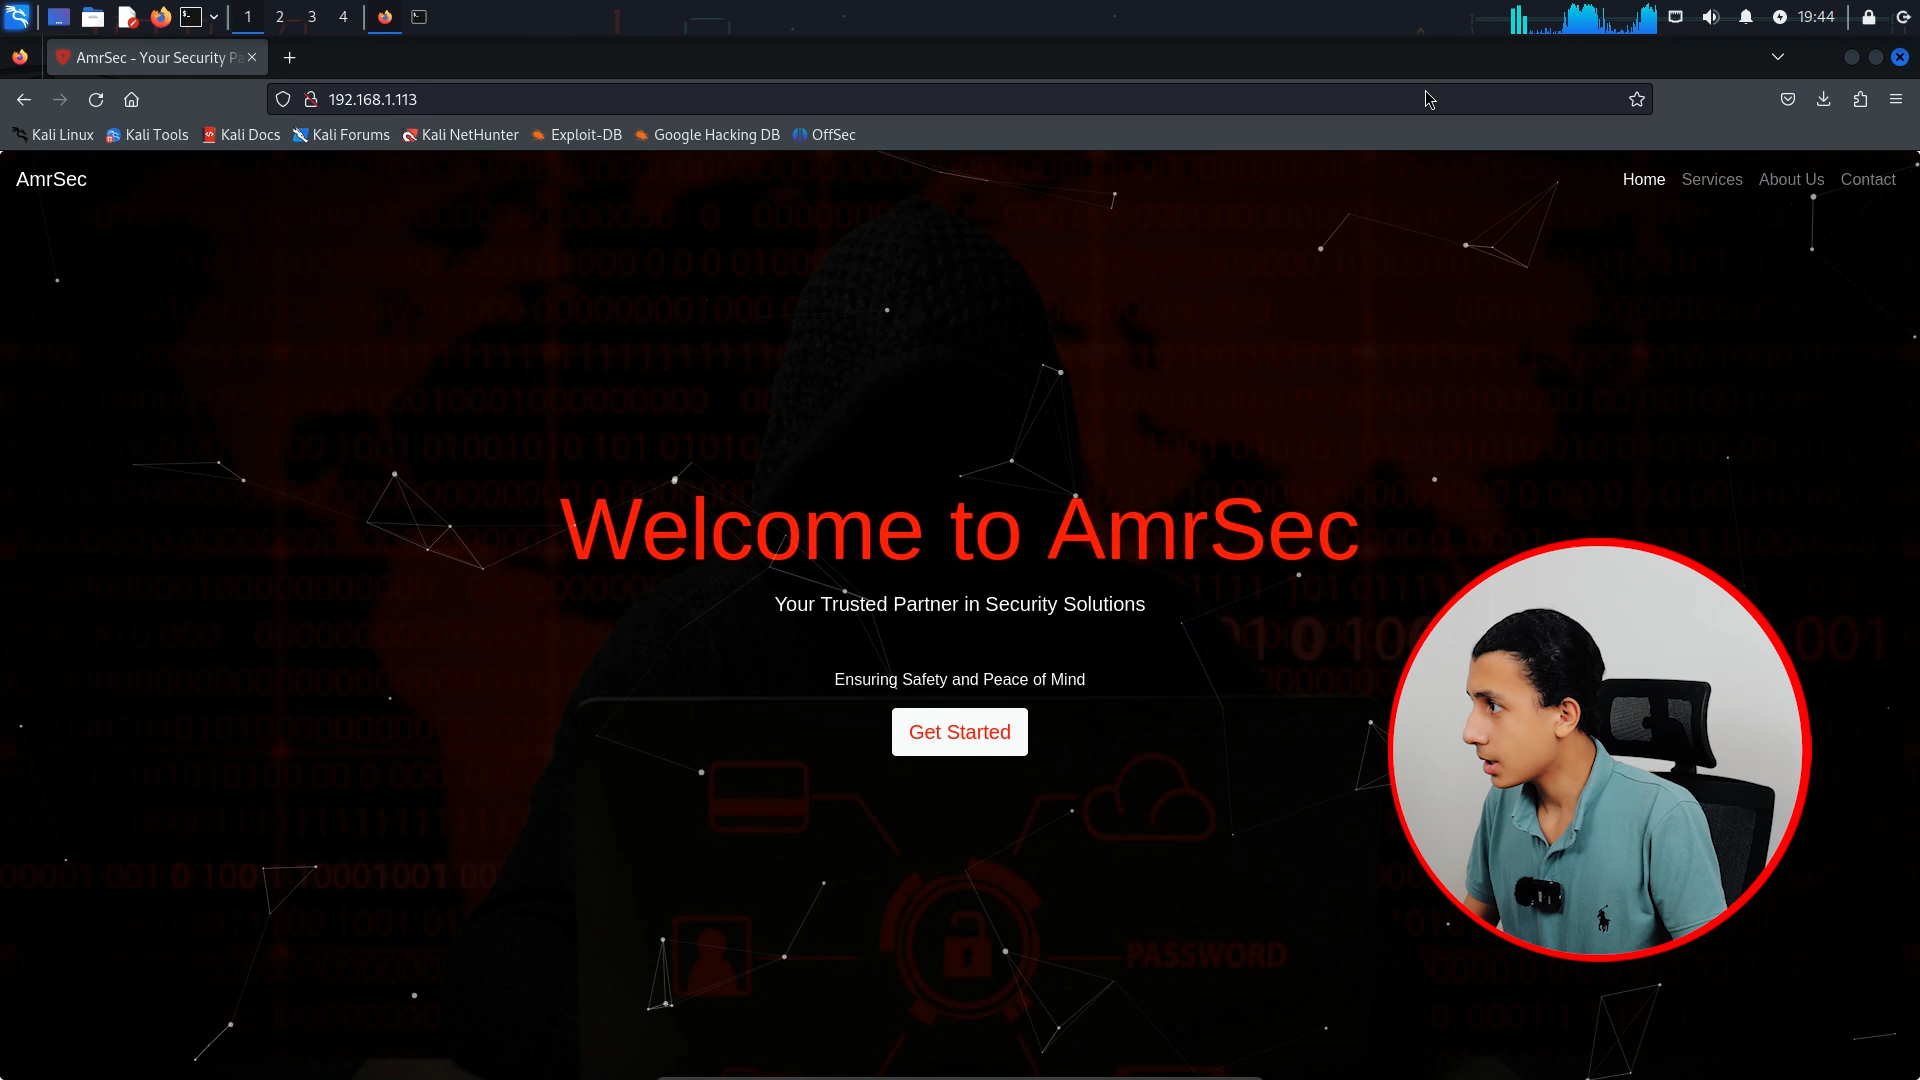 1 2 3 4 19:44
AmrSec - Your Security Pa
192.168.1.113
Kali Linux Kali Tools Kali Docs Kali Forums Kali NetHunter Exploit-DB Google Hacking DB OffSec
AmrSec Home Services About Us Contact
Welcome to AmrSec
Your Trusted Partner in Security Solutions
Ensuring Safety and Peace of Mind
Get Started
PASSWORD